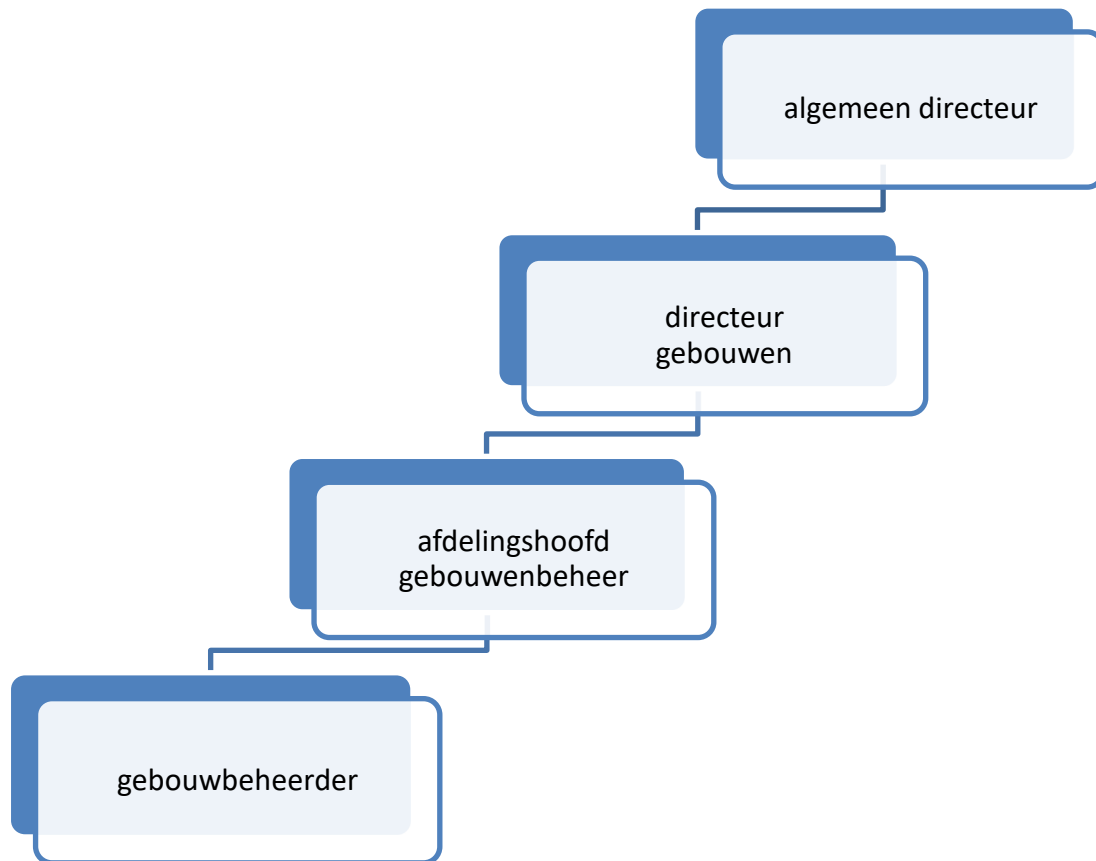 algemeen directeur
directeur
gebouwen
afdelingshoofd
gebouwenbeheer
gebouwbeheerder